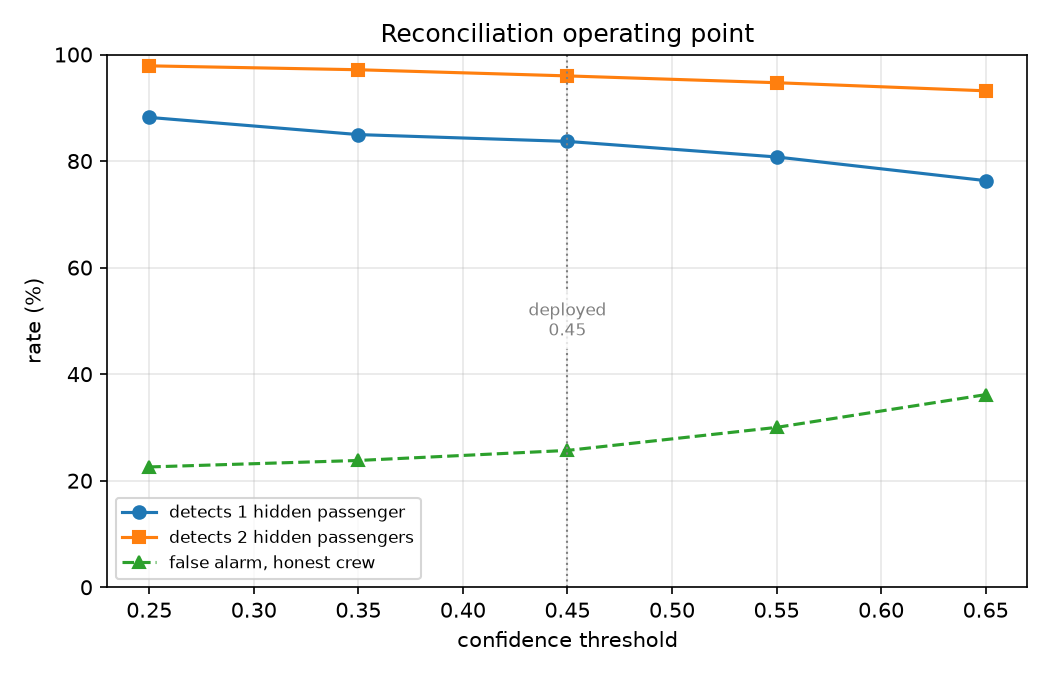 Reconciliation operating point
100
80
60
40
20
0
rate (%)
deployed
0.45
detects 1 hidden passenger
detects 2 hidden passengers
false alarm, honest crew
0.25 0.30 0.35 0.40 0.45 0.50 0.55 0.60 0.65
confidence threshold